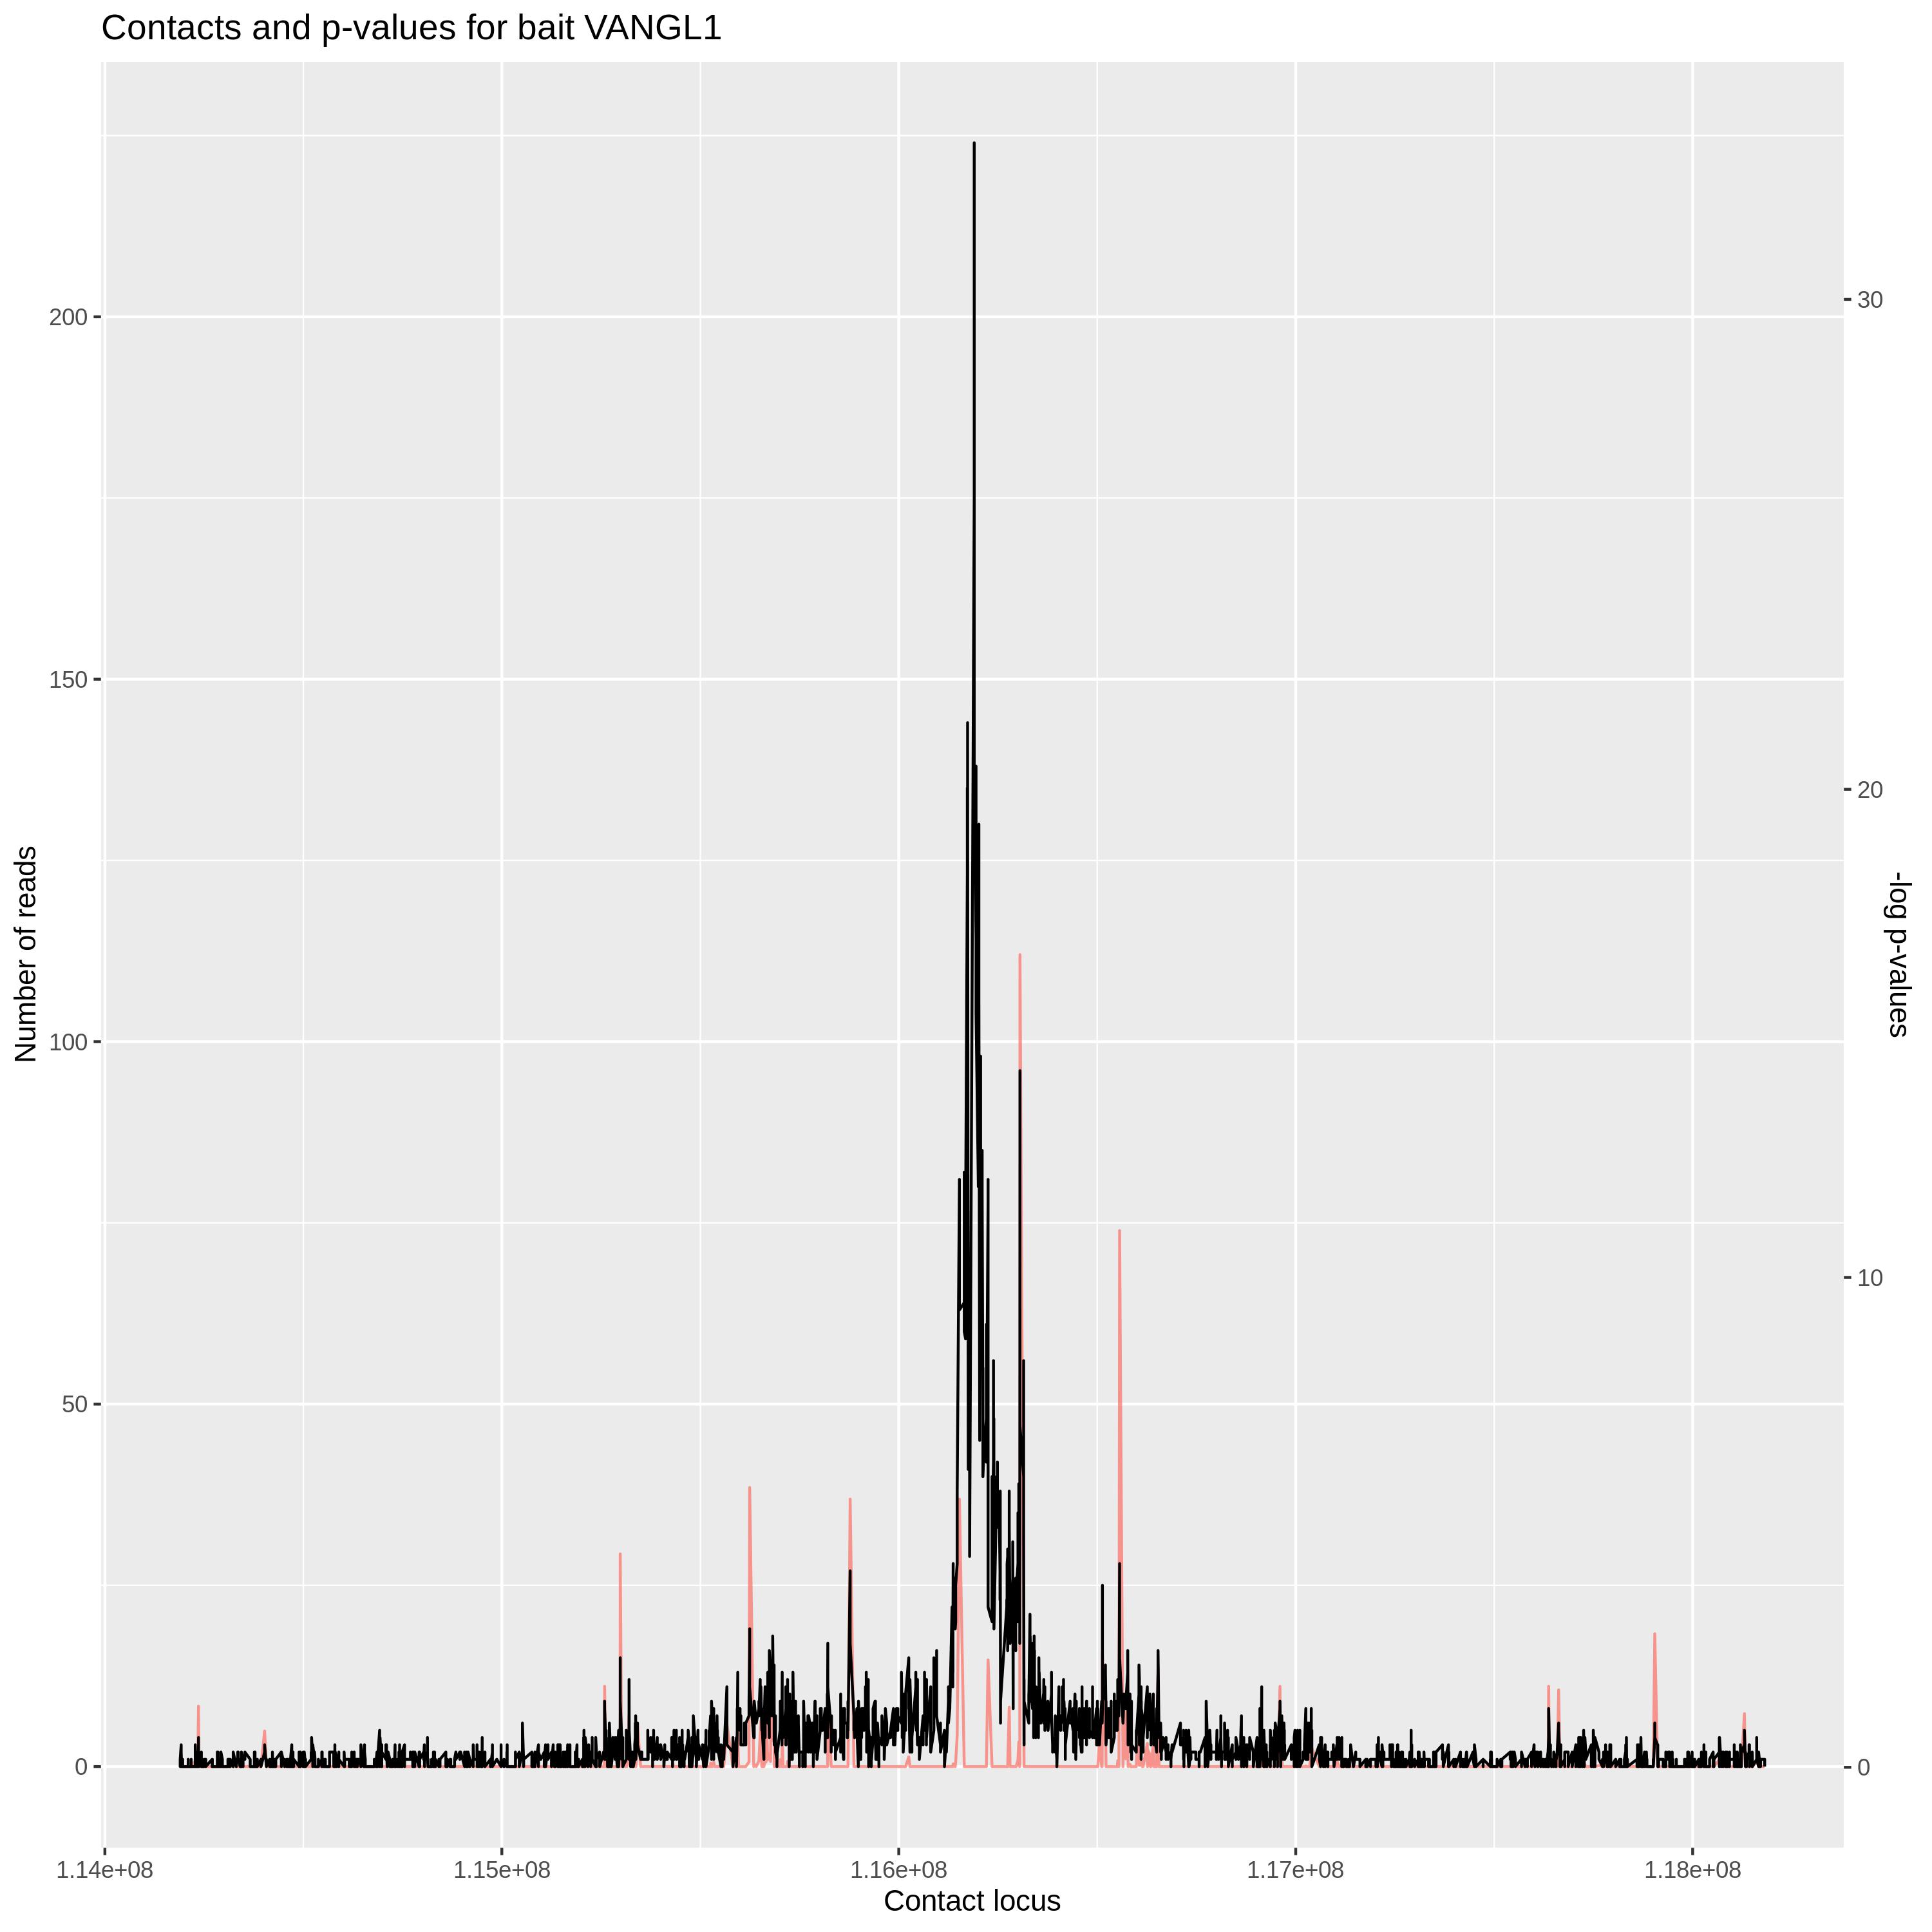 Contacts and p-values for bait VANGL1
Number of reads
200
150
100
50
0
30
20
10
0
-log p-values
1.14e+08
1.15e+08
1.16e+08
1.17e+08
1.18e+08
Contact locus